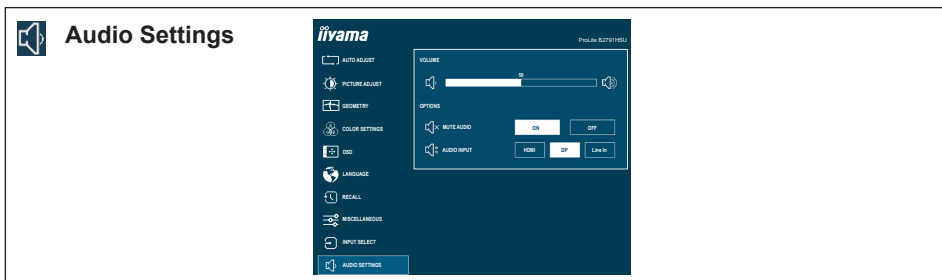 Audio Settings
iiyama
ProLite B2791HSU
AUTO ADJUST
PICTURE ADJUST
GEOMETRY
COLOR SETTINGS
OSD
LANGUAGE
RECALL
MISCELLANEOUS
INPUT SELECT
AUDIO SETTINGS
VOLUME
50
OPTIONS
MUTE AUDIO ON OFF
AUDIO INPUT HDMI DP Line In